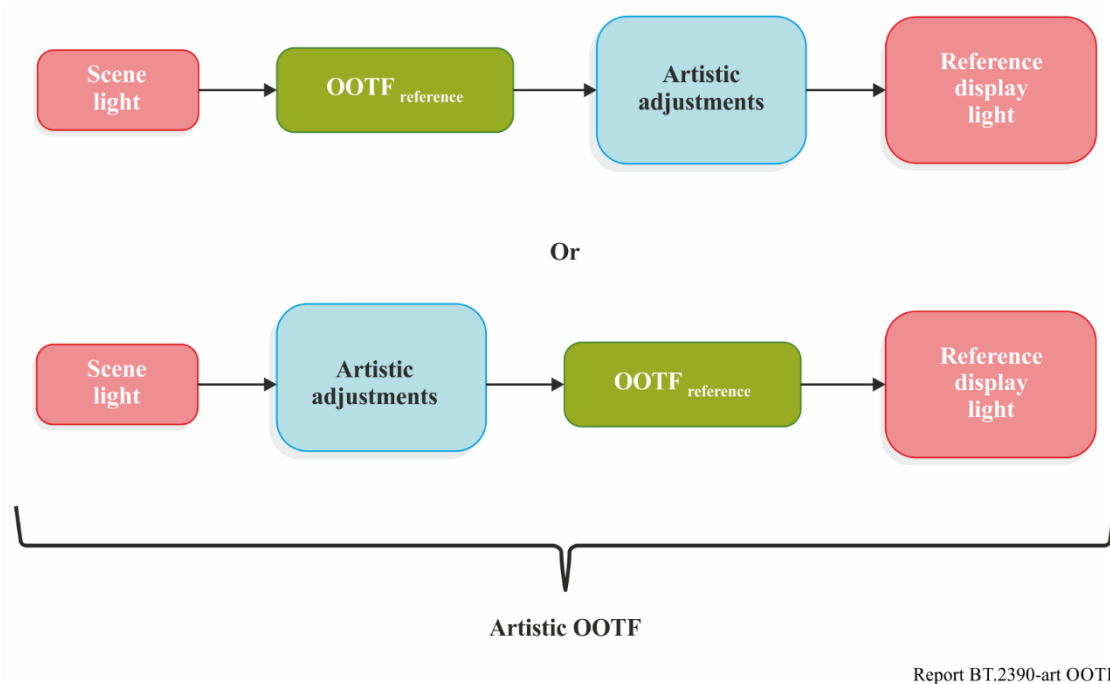 Scene
light
OOTF reference
Artistic
adjustments
Reference
display
light
Or
Scene
light
Artistic
adjustments
OOTF reference
Reference
display
light
Artistic OOTF
Report BT.2390-art OOTF